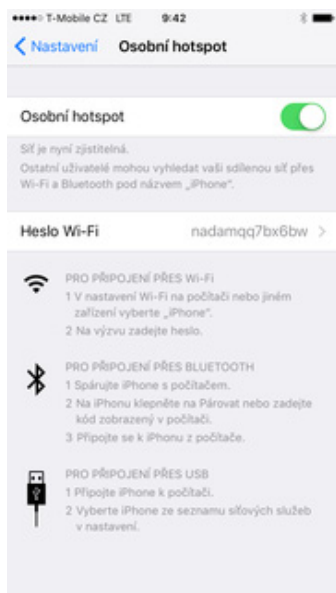 T-Mobile CZ LTE 9:42
Nastavení Osobní hotspot
Osobní hotspot
Síť je nyní zjistitelná.
Ostatní uživatelé mohou vyhledat vaši sdílenou síť přes
Wi-Fi a Bluetooth pod názvem „iPhone“.
Heslo Wi-Fi nadamqq7bx6bw
PRO PŘIPOJENÍ PŘES Wi-Fi
1 V nastavení Wi-Fi na počítači nebo jiném
zařízení vyberte „iPhone“.
2 Na výzvu zadejte heslo.
PRO PŘIPOJENÍ PŘES BLUETOOTH
1 Spárujte iPhone s počítačem.
2 Na iPhonu klepněte na Párovat nebo zadejte
kód zobrazený v počítači.
3 Připojte se k iPhonu z počítače.
PRO PŘIPOJENÍ PŘES USB
1 Připojte iPhone k počítači.
2 Vyberte iPhone ze seznamu síťových služeb
v nastavení.